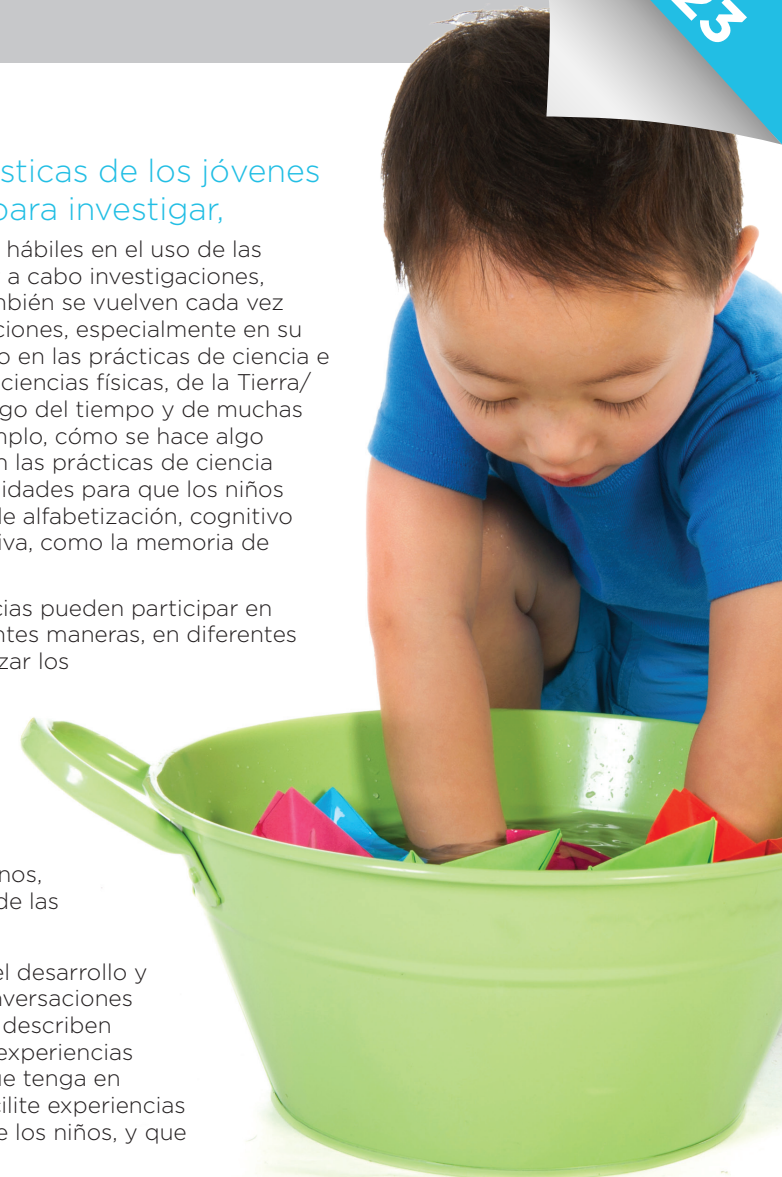 23
sticas de los jóvenes
para investigar,
hábiles en el uso de las
a cabo investigaciones,
mbién se vuelven cada vez
ciones, especialmente en su
o en las prácticas de ciencia e
ciencias físicas, de la Tierra/
go del tiempo y de muchas
mplo, cómo se hace algo
n las prácticas de ciencia
idades para que los niños
de alfabetización, cognitivo
iva, como la memoria de
cias pueden participar en
ntes maneras, en diferentes
zar los
nos,
de las
el desarrollo y
nversaciones
describen
experiencias
ue tenga en
cilite experiencias
e los niños, y que